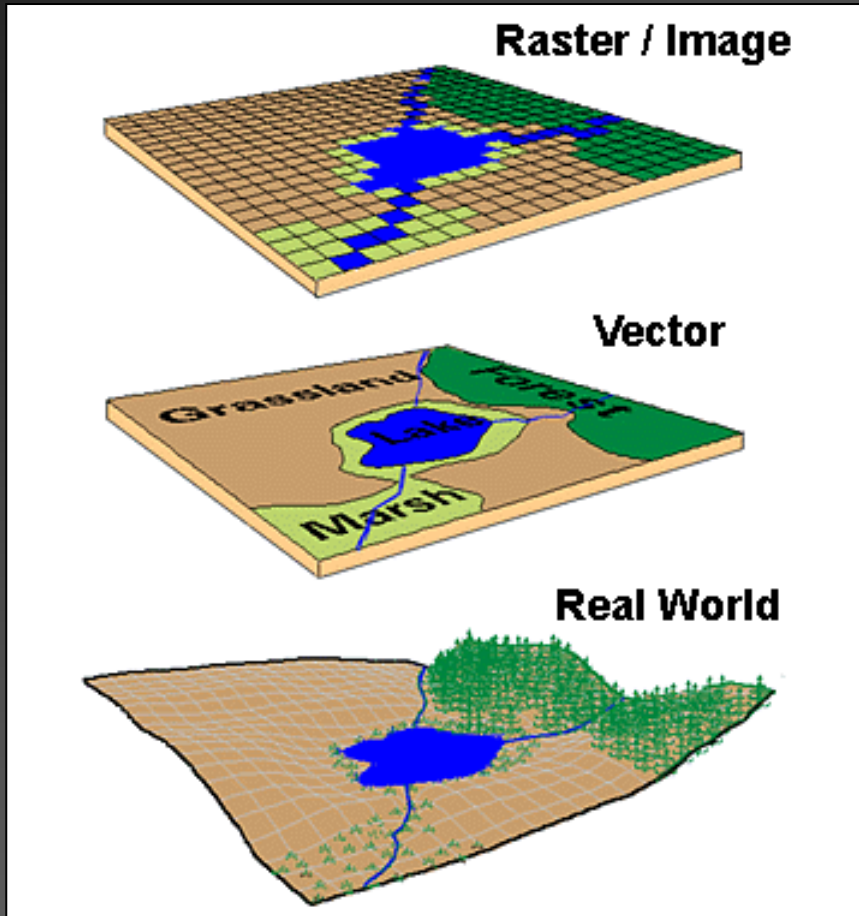 Raster / Image
Vector
Grassland
Forest
Lake
Marsh
Real World